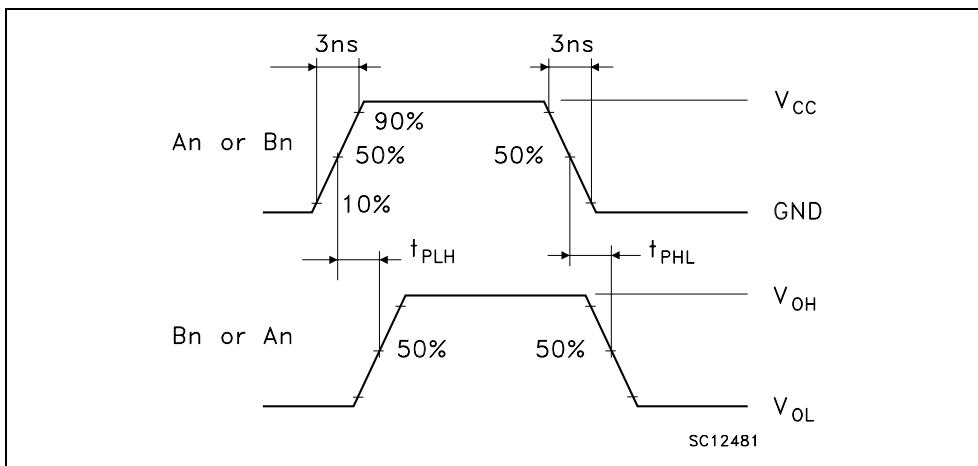 3ns 3ns
V_CC
90%
An or Bn
50% 50%
10%
GND
t_PLH t_PHL
V_OH
Bn or An
50% 50%
V_OL
SC12481